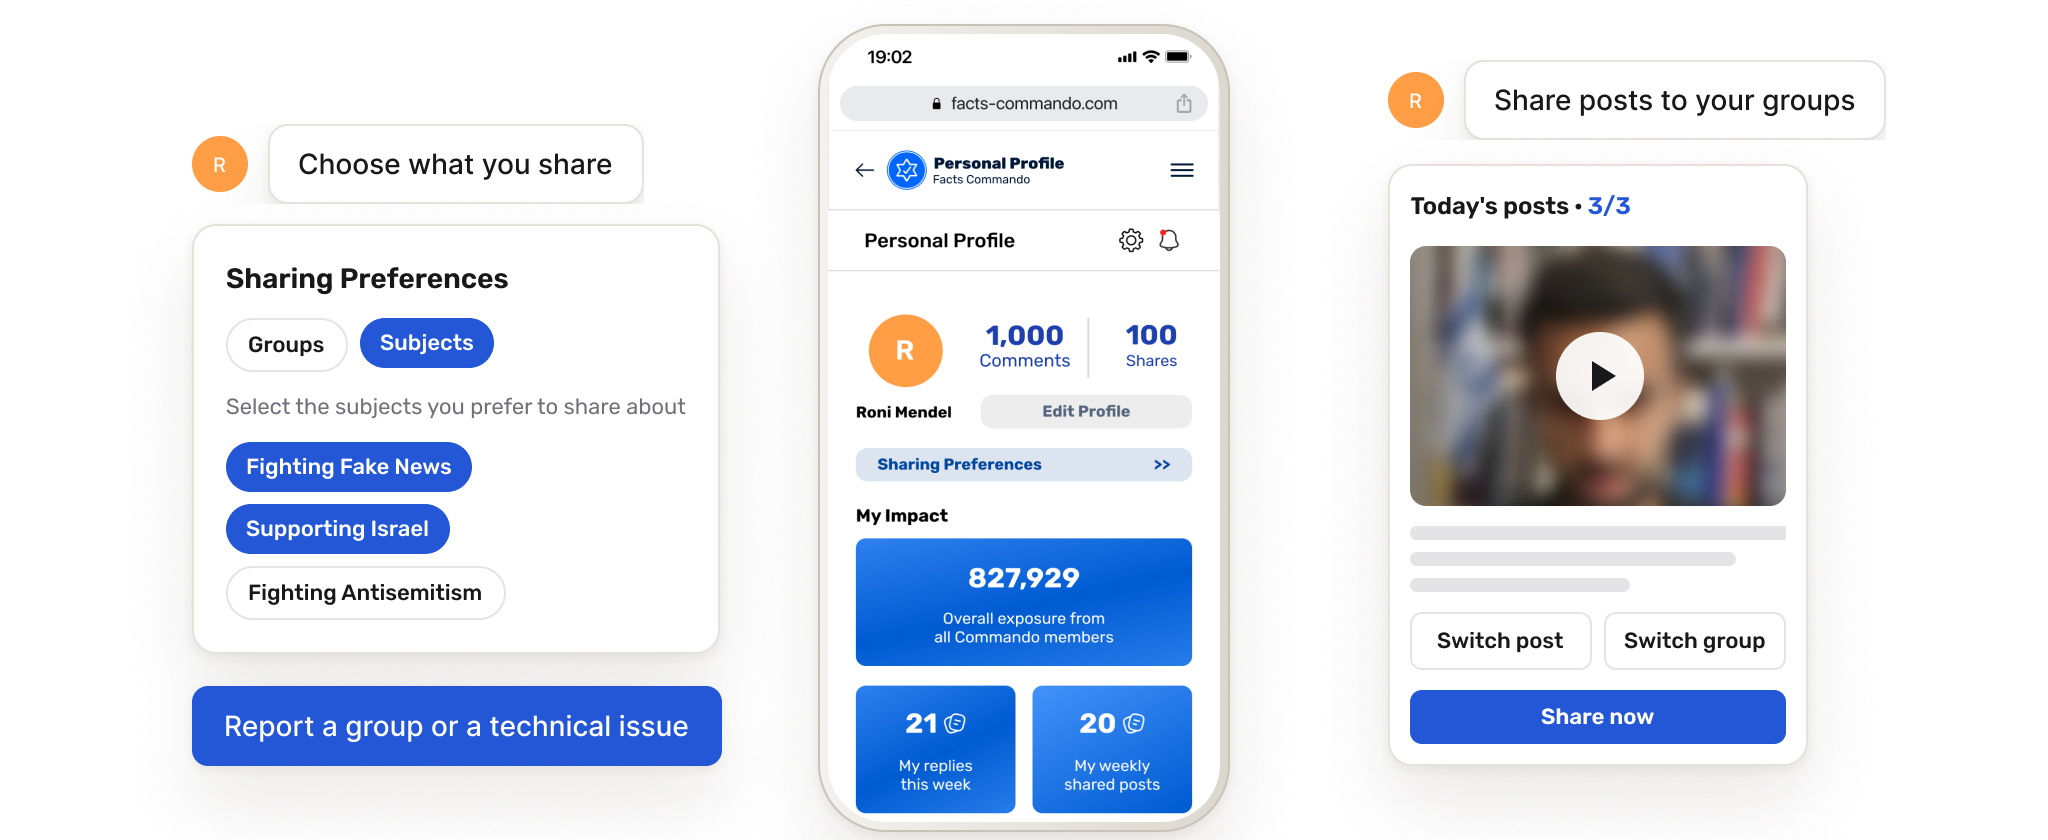 R
Choose what you share
Sharing Preferences
Groups
Subjects
Select the subjects you prefer to share about
Fighting Fake News
Supporting Israel
Fighting Antisemitism
Report a group or a technical issue
19:02
facts-commando.com
Personal Profile
Facts Commando
Personal Profile
R
1,000
Comments
100
Shares
Roni Mendel
Edit Profile
Sharing Preferences >>
My Impact
827,929
Overall exposure from
all Commando members
21
My replies
this week
20
My weekly
shared posts
R
Share posts to your groups
Today's posts • 3/3
Switch post
Switch group
Share now